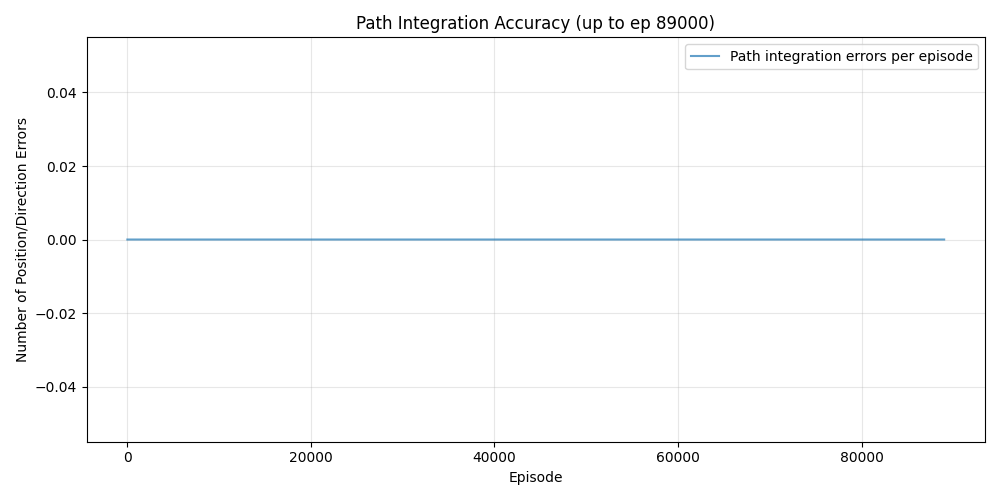 Path Integration Accuracy (up to ep 89000)
Path integration errors per episode
Number of Position/Direction Errors
0.04
0.02
0.00
−0.02
−0.04
0 20000 40000 60000 80000
Episode